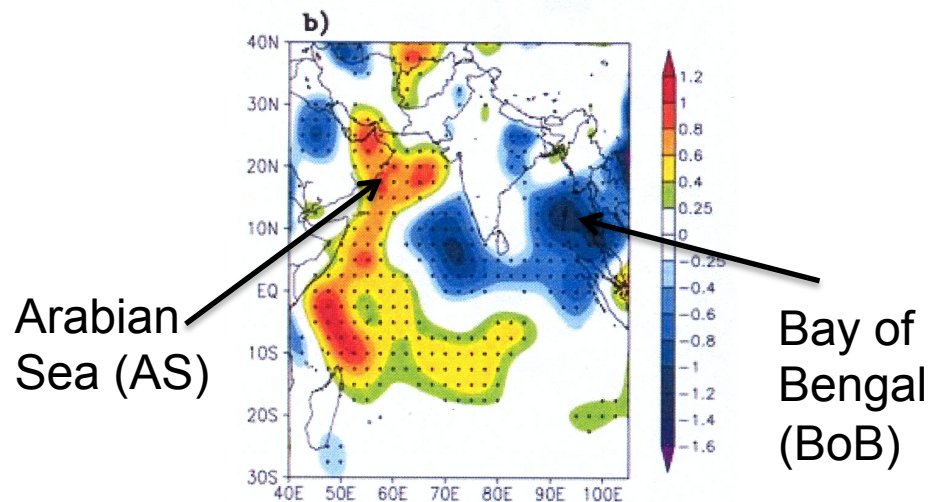 b)
40N
30N
20N
10N
EQ
10S
20S
30S
40E 50E 60E 70E 80E 90E 100E
1.2
1
0.8
0.6
0.4
0.25
0
-0.25
-0.4
-0.6
-0.8
-1
-1.2
-1.4
-1.6
Arabian
Sea (AS)
Bay of
Bengal
(BoB)